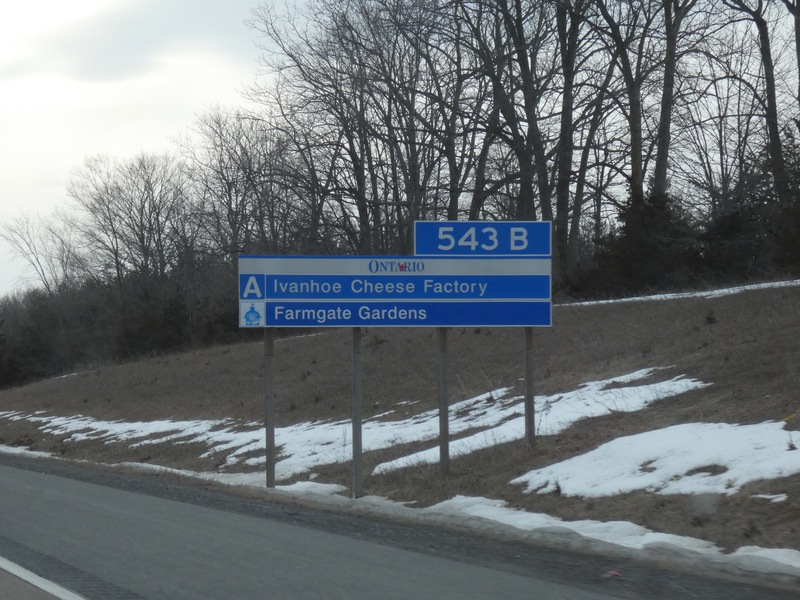 543 B
ONTARIO
A Ivanhoe Cheese Factory
Farmgate Gardens